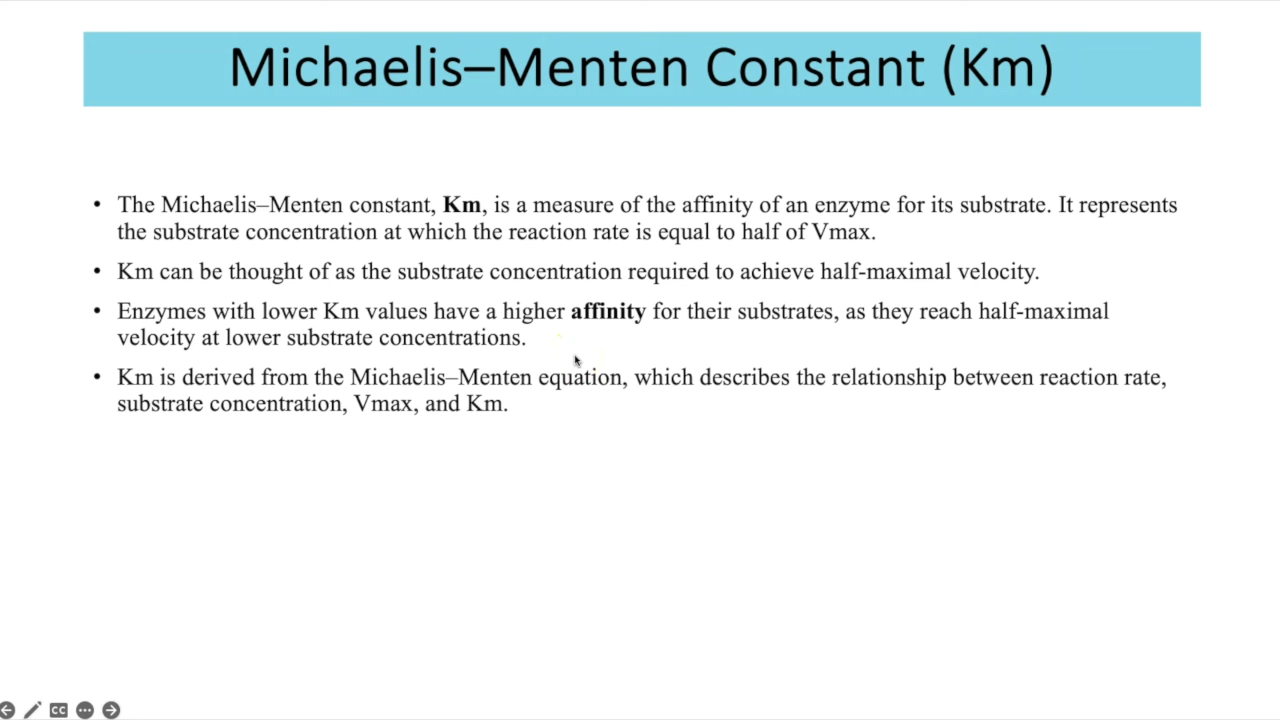 Michaelis–Menten Constant (Km)
• The Michaelis–Menten constant, Km, is a measure of the affinity of an enzyme for its substrate. It represents
the substrate concentration at which the reaction rate is equal to half of Vmax.
• Km can be thought of as the substrate concentration required to achieve half-maximal velocity.
• Enzymes with lower Km values have a higher affinity for their substrates, as they reach half-maximal
velocity at lower substrate concentrations.
• Km is derived from the Michaelis–Menten equation, which describes the relationship between reaction rate,
substrate concentration, Vmax, and Km.
CC